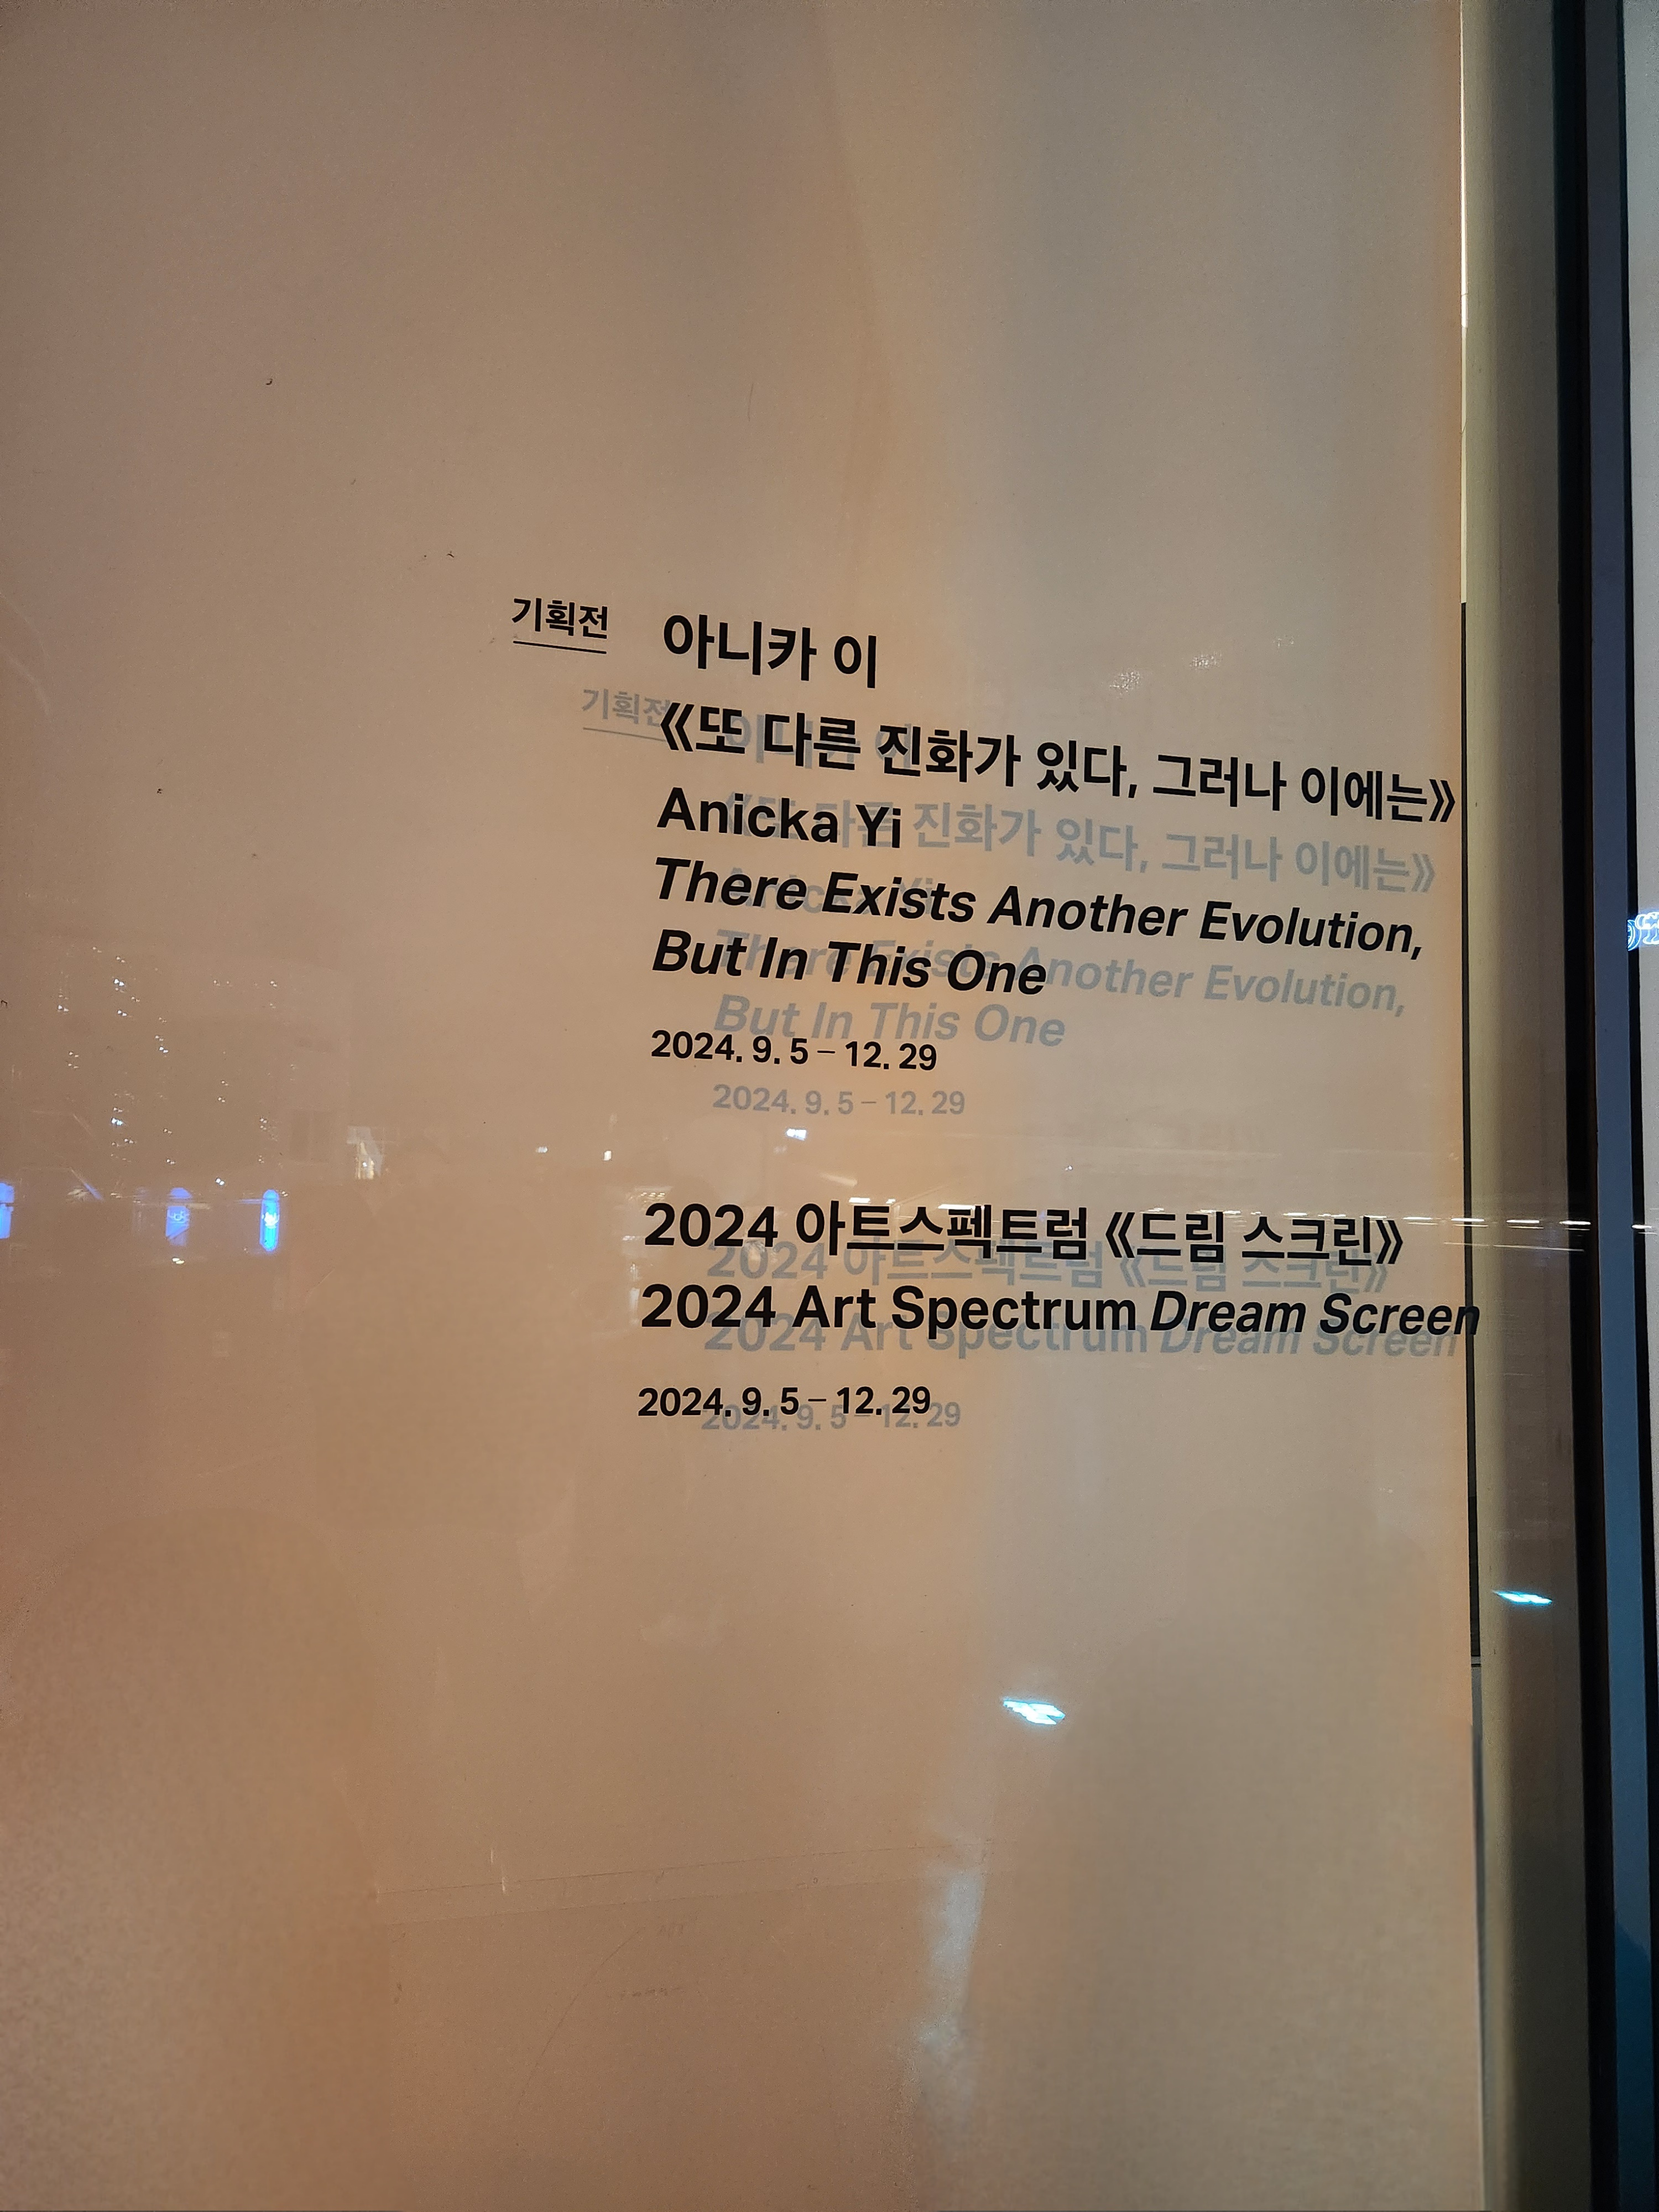 기획전
아니카 이
《또 다른 진화가 있다, 그러나 이에는》
Anicka Yi
There Exists Another Evolution,
But In This One
2024. 9. 5 – 12. 29
2024 아트스펙트럼 《드림 스크린》
2024 Art Spectrum Dream Screen
2024. 9. 5 – 12. 29